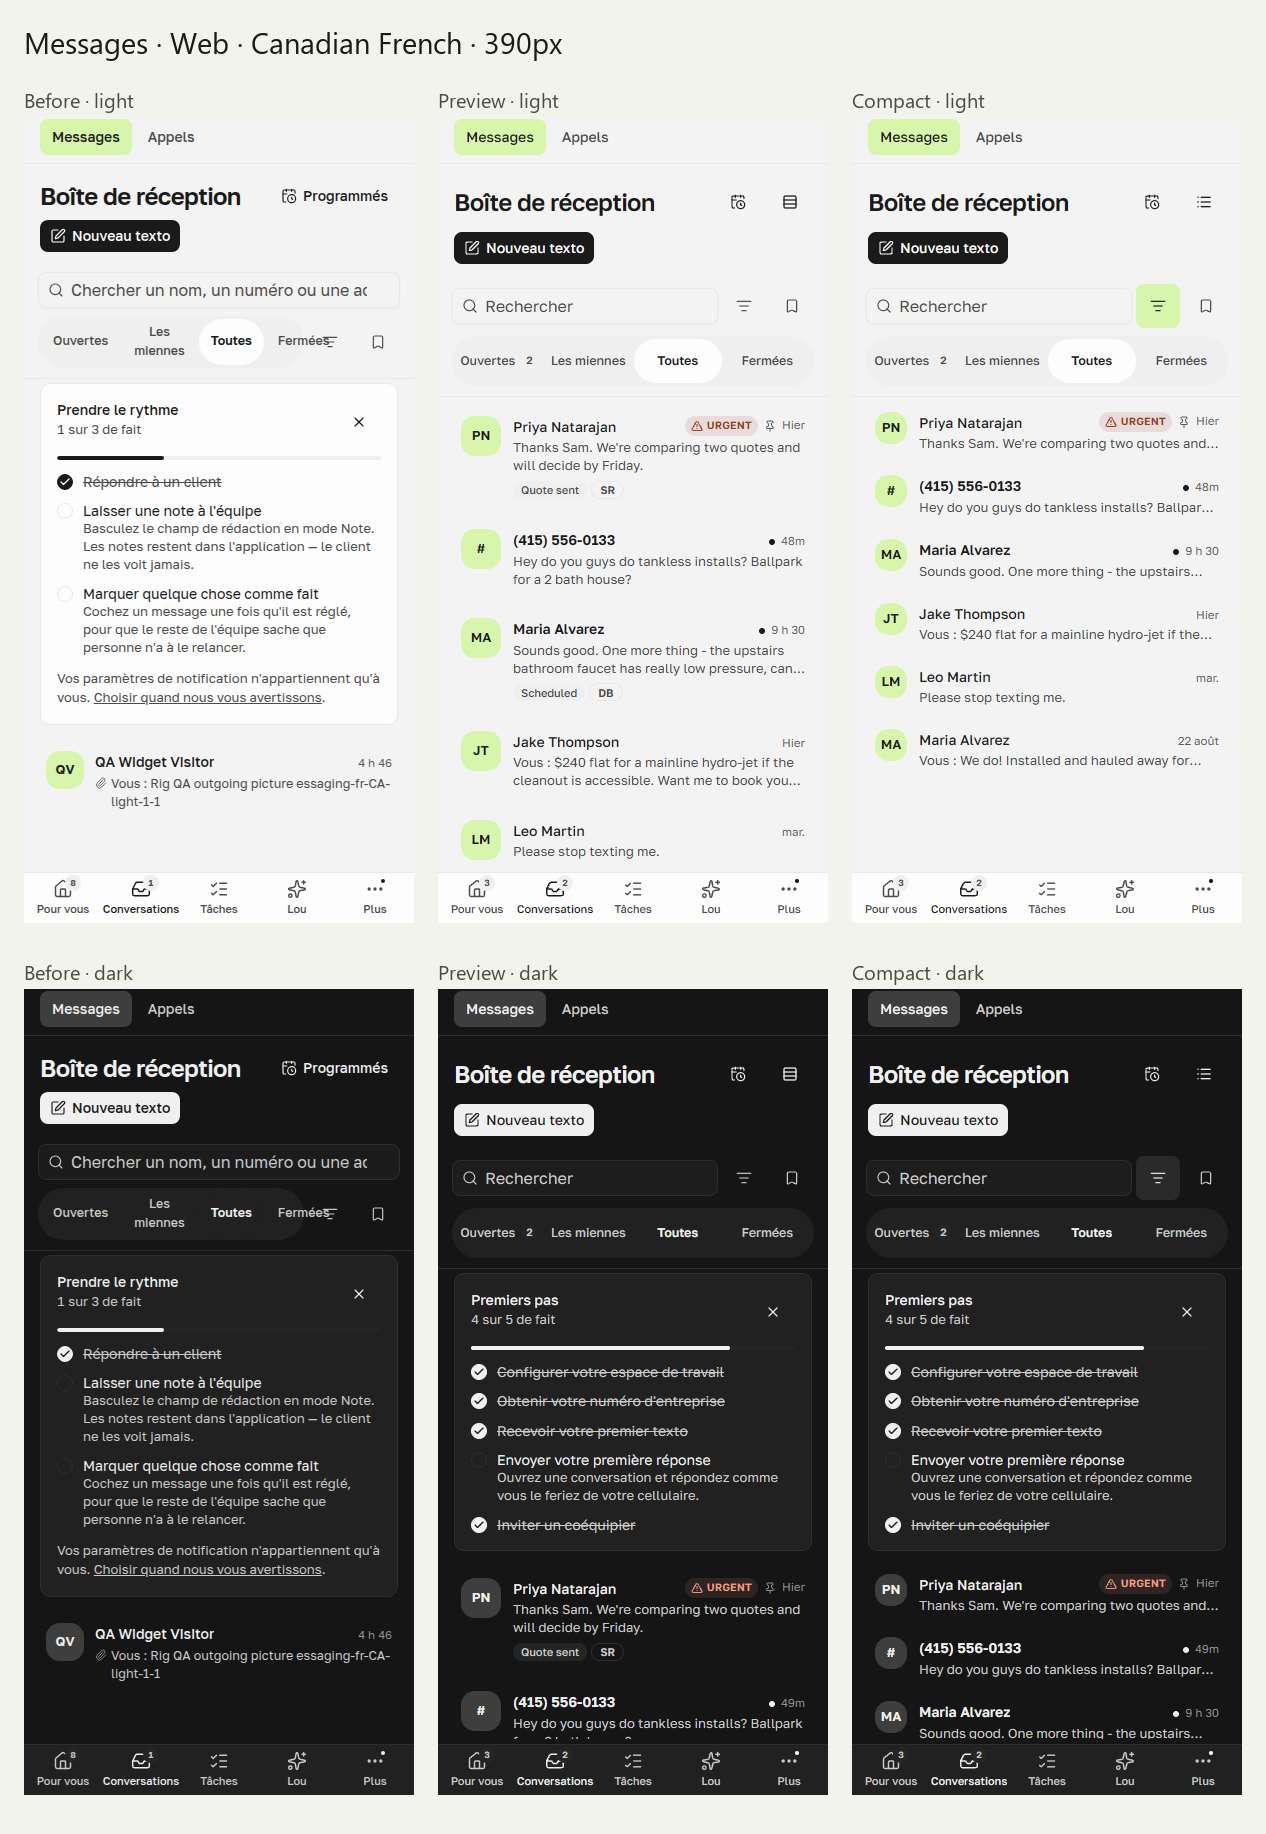 Messages · Web · Canadian French · 390px
Before · light
Messages
Appels
Boîte de réception
Programmés
Nouveau texto
Chercher un nom, un numéro ou une ac
Ouvertes
Les miennes
Toutes
Fermées
Prendre le rythme
1 sur 3 de fait
Répondre à un client
Laisser une note à l'équipe
Basculez le champ de rédaction en mode Note.
Les notes restent dans l'application — le client
ne les voit jamais.
Marquer quelque chose comme fait
Cochez un message une fois qu'il est réglé,
pour que le reste de l'équipe sache que
personne n'a à le relancer.
Vos paramètres de notification n'appartiennent qu'à
vous. Choisir quand nous vous avertissons.
QV
QA Widget Visitor
4 h 46
Vous : Rig QA outgoing picture essaging-fr-CA-
light-1-1
8
1
Pour vous
Conversations
Tâches
Lou
Plus
Preview · light
Messages
Appels
Boîte de réception
Nouveau texto
Rechercher
Ouvertes 2
Les miennes
Toutes
Fermées
PN
Priya Natarajan
URGENT
Hier
Thanks Sam. We're comparing two quotes and
will decide by Friday.
Quote sent
SR
#
(415) 556-0133
48m
Hey do you guys do tankless installs? Ballpark
for a 2 bath house?
MA
Maria Alvarez
9 h 30
Sounds good. One more thing - the upstairs
bathroom faucet has really low pressure, can...
Scheduled
DB
JT
Jake Thompson
Hier
Vous : $240 flat for a mainline hydro-jet if the
cleanout is accessible. Want me to book you...
LM
Leo Martin
mar.
Please stop texting me.
3
2
Pour vous
Conversations
Tâches
Lou
Plus
Compact · light
Messages
Appels
Boîte de réception
Nouveau texto
Rechercher
Ouvertes 2
Les miennes
Toutes
Fermées
PN
Priya Natarajan
URGENT
Hier
Thanks Sam. We're comparing two quotes and...
#
(415) 556-0133
48m
Hey do you guys do tankless installs? Ballpar...
MA
Maria Alvarez
9 h 30
Sounds good. One more thing - the upstairs...
JT
Jake Thompson
Hier
Vous : $240 flat for a mainline hydro-jet if the...
LM
Leo Martin
mar.
Please stop texting me.
MA
Maria Alvarez
22 août
Vous : We do! Installed and hauled away for...
3
2
Pour vous
Conversations
Tâches
Lou
Plus
Before · dark
Messages
Appels
Boîte de réception
Programmés
Nouveau texto
Chercher un nom, un numéro ou une ac
Ouvertes
Les miennes
Toutes
Fermées
Prendre le rythme
1 sur 3 de fait
Répondre à un client
Laisser une note à l'équipe
Basculez le champ de rédaction en mode Note.
Les notes restent dans l'application — le client
ne les voit jamais.
Marquer quelque chose comme fait
Cochez un message une fois qu'il est réglé,
pour que le reste de l'équipe sache que
personne n'a à le relancer.
Vos paramètres de notification n'appartiennent qu'à
vous. Choisir quand nous vous avertissons.
QV
QA Widget Visitor
4 h 46
Vous : Rig QA outgoing picture essaging-fr-CA-
light-1-1
8
1
Pour vous
Conversations
Tâches
Lou
Plus
Preview · dark
Messages
Appels
Boîte de réception
Nouveau texto
Rechercher
Ouvertes 2
Les miennes
Toutes
Fermées
Premiers pas
4 sur 5 de fait
Configurer votre espace de travail
Obtenir votre numéro d'entreprise
Recevoir votre premier texto
Envoyer votre première réponse
Ouvrez une conversation et répondez comme
vous le feriez de votre cellulaire.
Inviter un coéquipier
PN
Priya Natarajan
URGENT
Hier
Thanks Sam. We're comparing two quotes and
will decide by Friday.
Quote sent
SR
#
(415) 556-0133
49m
Hey do you guys do tankless installs? Ballpark
3
2
Pour vous
Conversations
Tâches
Lou
Plus
Compact · dark
Messages
Appels
Boîte de réception
Nouveau texto
Rechercher
Ouvertes 2
Les miennes
Toutes
Fermées
Premiers pas
4 sur 5 de fait
Configurer votre espace de travail
Obtenir votre numéro d'entreprise
Recevoir votre premier texto
Envoyer votre première réponse
Ouvrez une conversation et répondez comme
vous le feriez de votre cellulaire.
Inviter un coéquipier
PN
Priya Natarajan
URGENT
Hier
Thanks Sam. We're comparing two quotes and...
#
(415) 556-0133
49m
Hey do you guys do tankless installs? Ballpar...
MA
Maria Alvarez
9 h 30
Sounds good. One more thing - the upstairs...
3
2
Pour vous
Conversations
Tâches
Lou
Plus